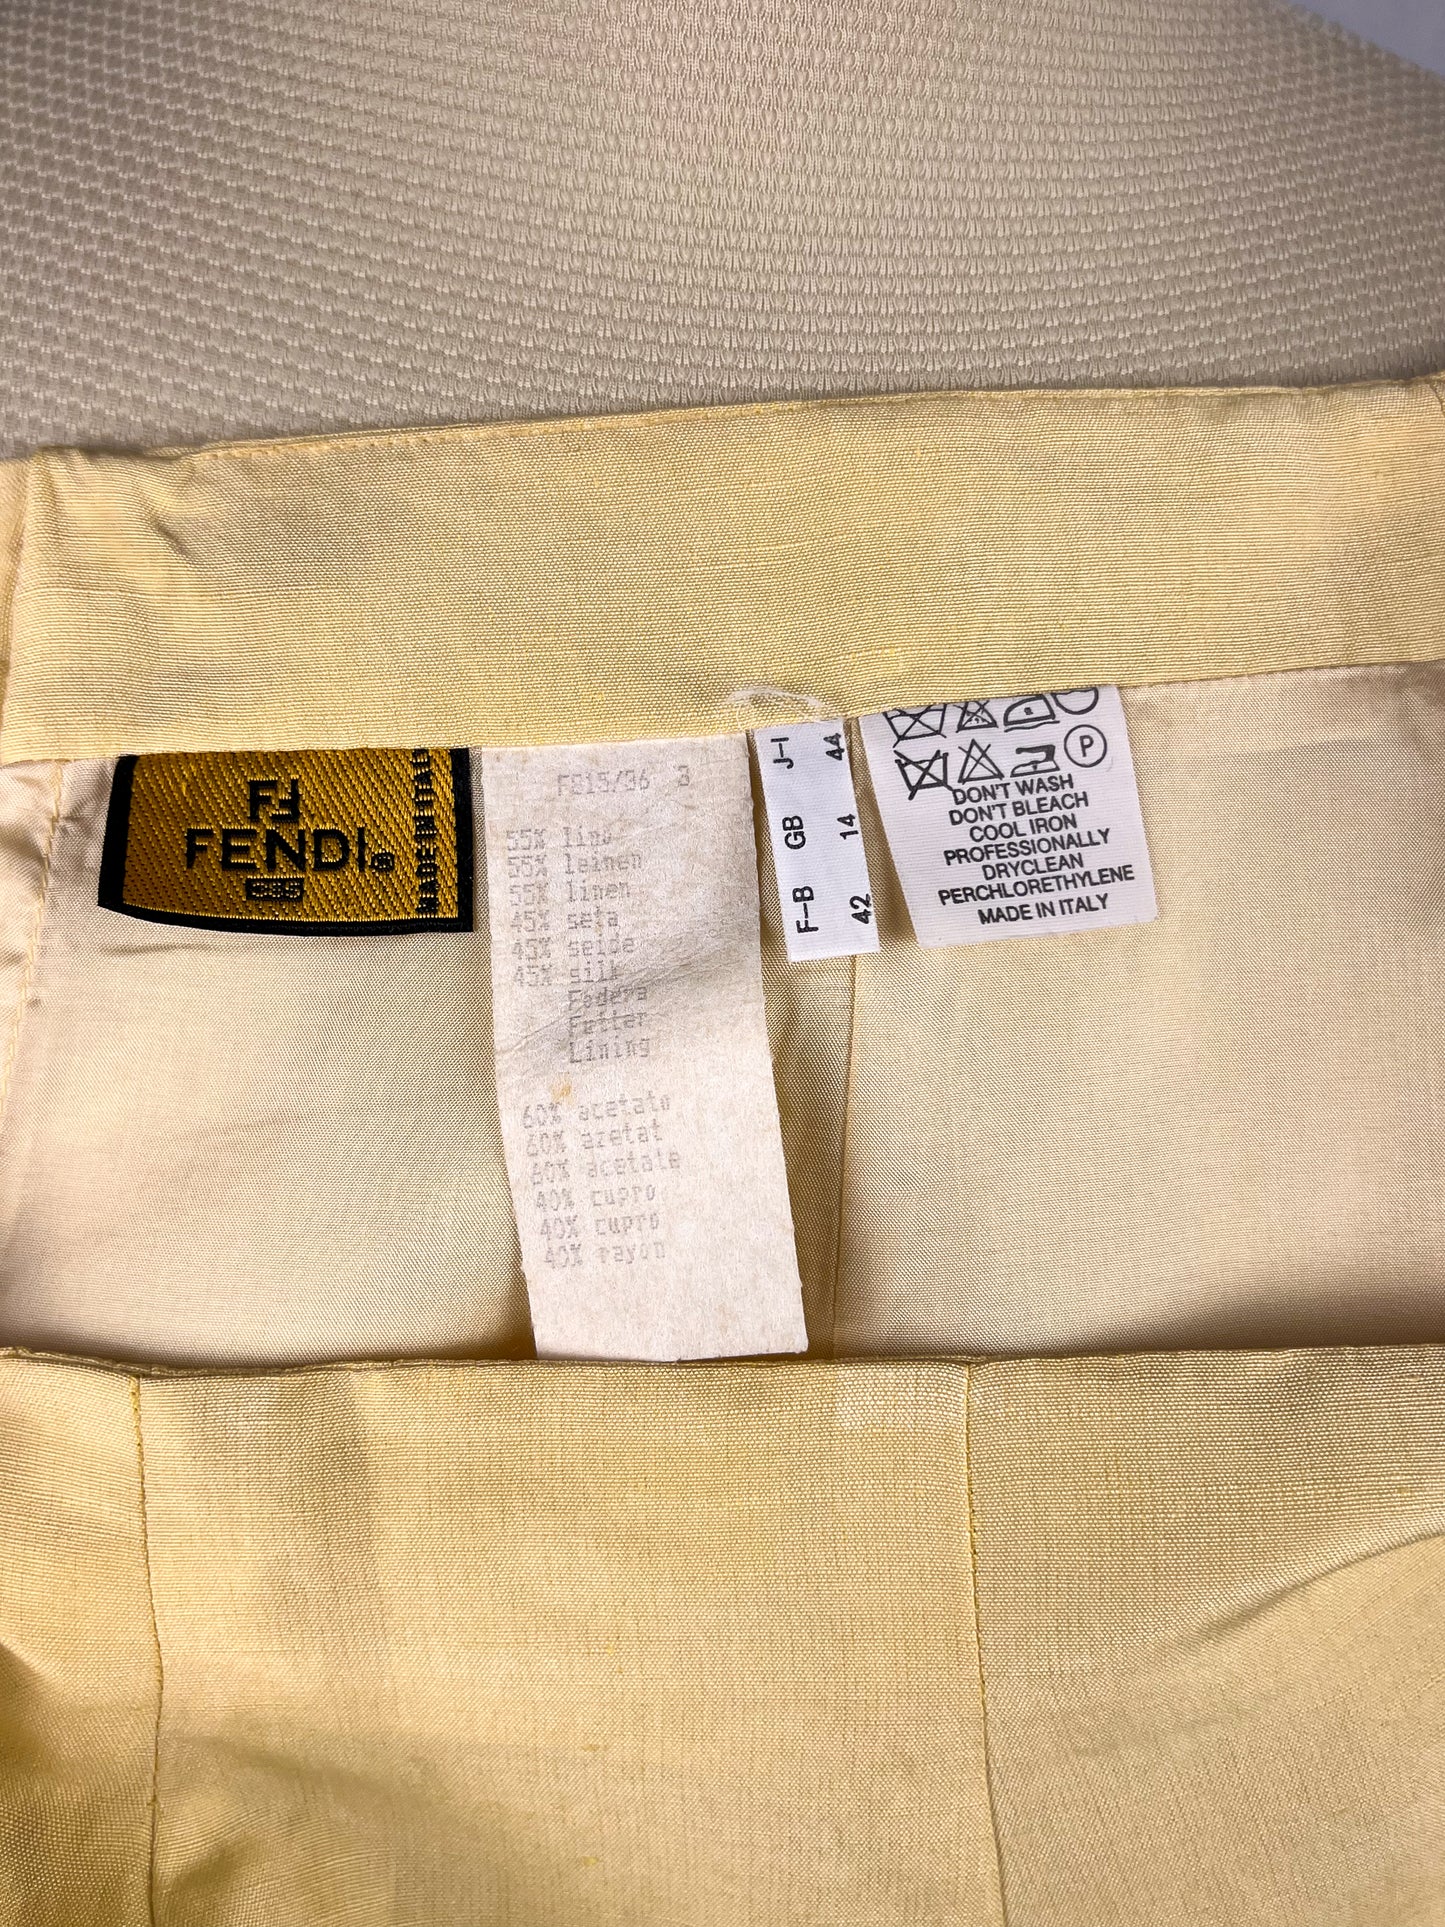 FENDI®
365
MADE IN ITALY
FS15/36 3
55% lino
55% leinen
55% linen
45% seta
45% seide
45% silk
Fodera
Futter
Lining
60% acetato
60% azetat
60% acetate
40% cupro
40% cupro
40% rayon
J-I 44
GB 14
F-B 42
P
DON'T WASH
DON'T BLEACH
COOL IRON
PROFESSIONALLY
DRYCLEAN
PERCHLORETHYLENE
MADE IN ITALY